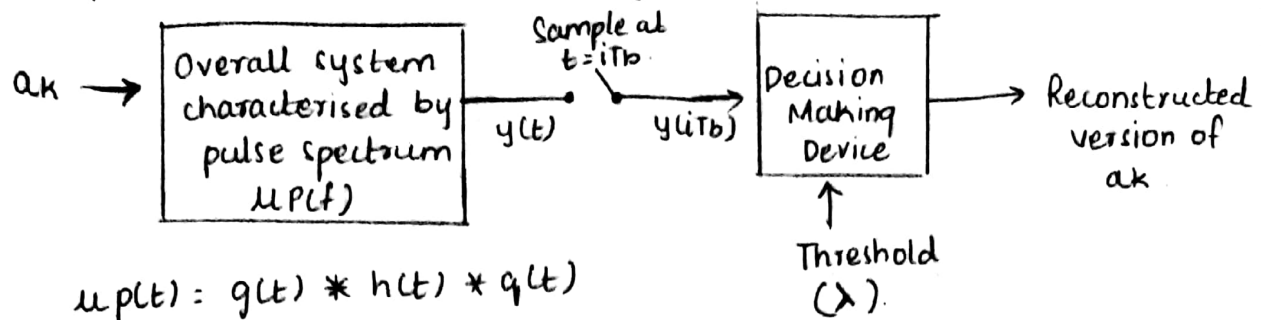 ak
Overall system
characterised by
pulse spectrum
μP(f)
y(t)
Sample at
t=iTb
y(iTb)
Decision
Making
Device
Threshold
(λ).
Reconstructed
version of
ak
μp(t) = g(t) * h(t) * q(t)